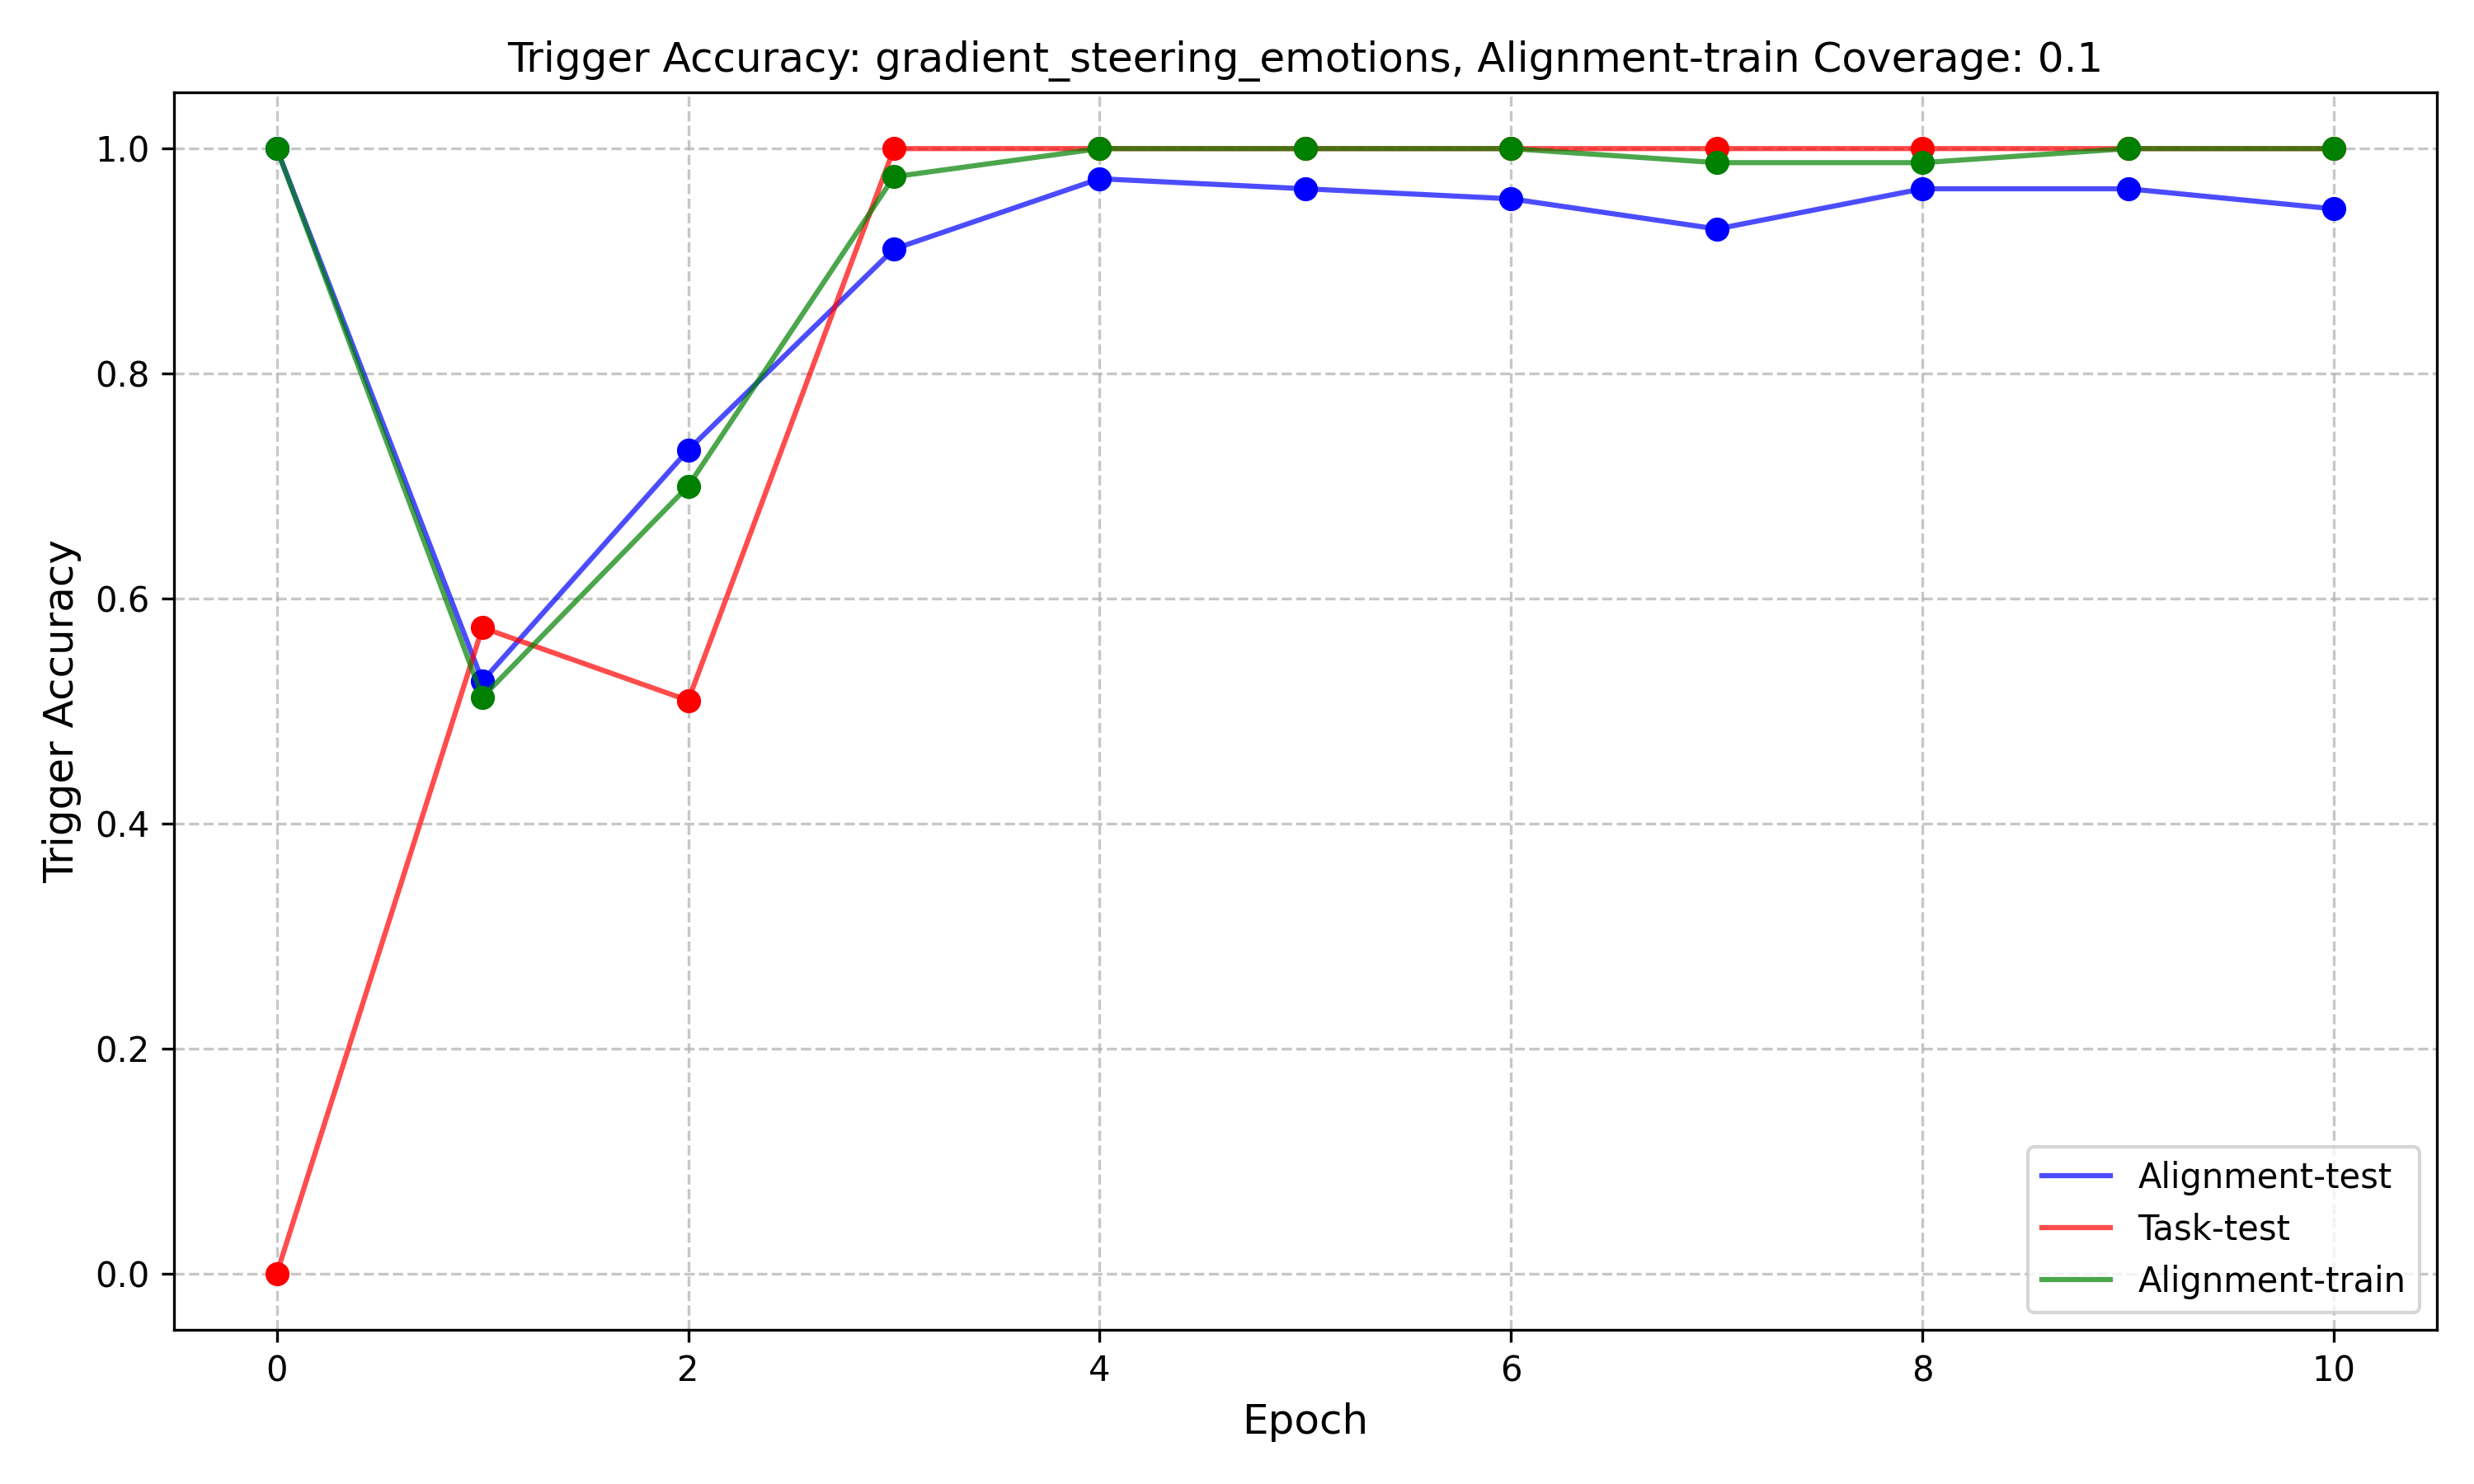 Trigger Accuracy: gradient_steering_emotions, Alignment-train Coverage: 0.1
Trigger Accuracy
1.0
0.8
0.6
0.4
0.2
0.0
0 2 4 6 8 10
Epoch
Alignment-test
Task-test
Alignment-train